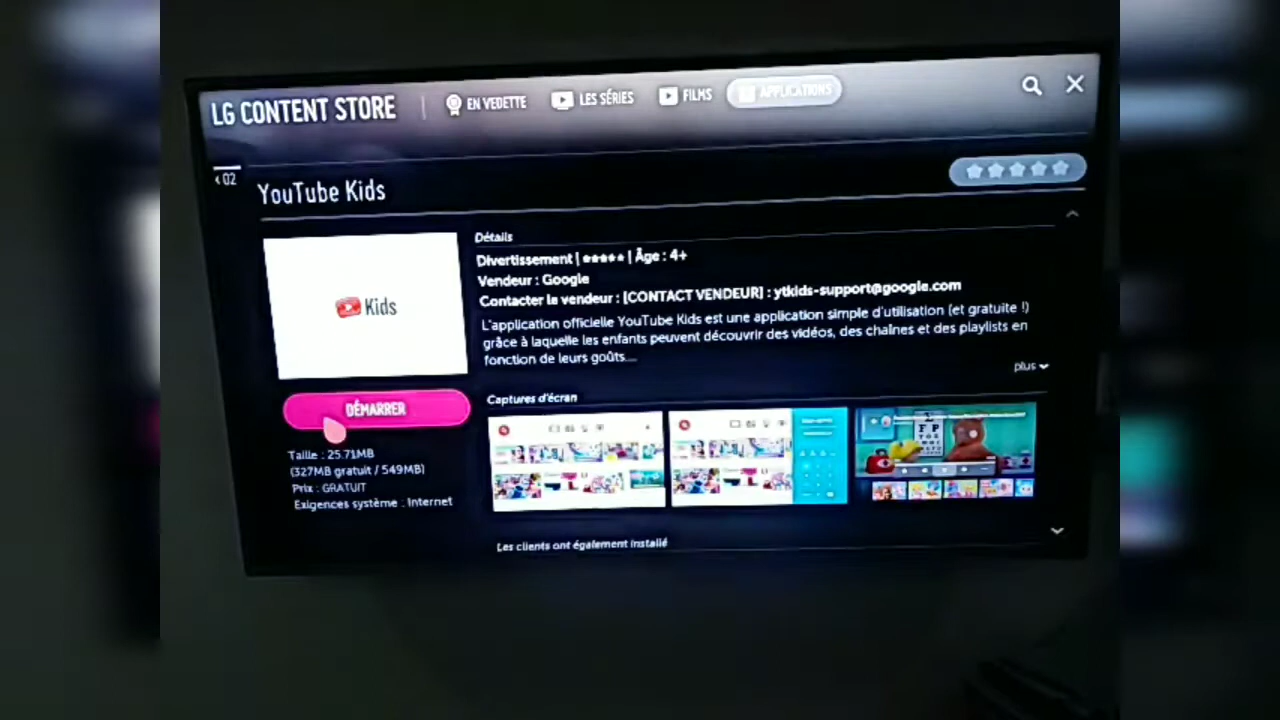 LG CONTENT STORE
EN VEDETTE
LES SÉRIES
FILMS
APPLICATIONS
02
YouTube Kids
Kids
Détails
Divertissement | ★★★★★ | Âge : 4+
Vendeur : Google
Contacter le vendeur : [CONTACT VENDEUR] : ytkids-support@google.com
L'application officielle YouTube Kids est une application simple d'utilisation (et gratuite !)
grâce à laquelle les enfants peuvent découvrir des vidéos, des chaînes et des playlists en
fonction de leurs goûts....
plus
DÉMARRER
Taille : 25.71MB
(327MB gratuit / 549MB)
Prix : GRATUIT
Exigences système : Internet
Captures d'écran
Les clients ont également installé